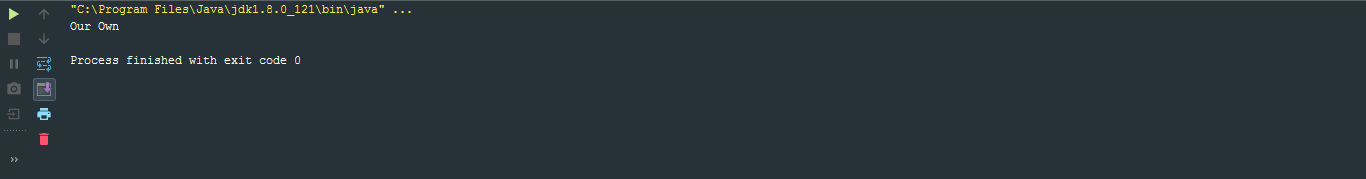 "C:\Program Files\Java\jdk1.8.0_121\bin\java" ...
Our Own
Process finished with exit code 0